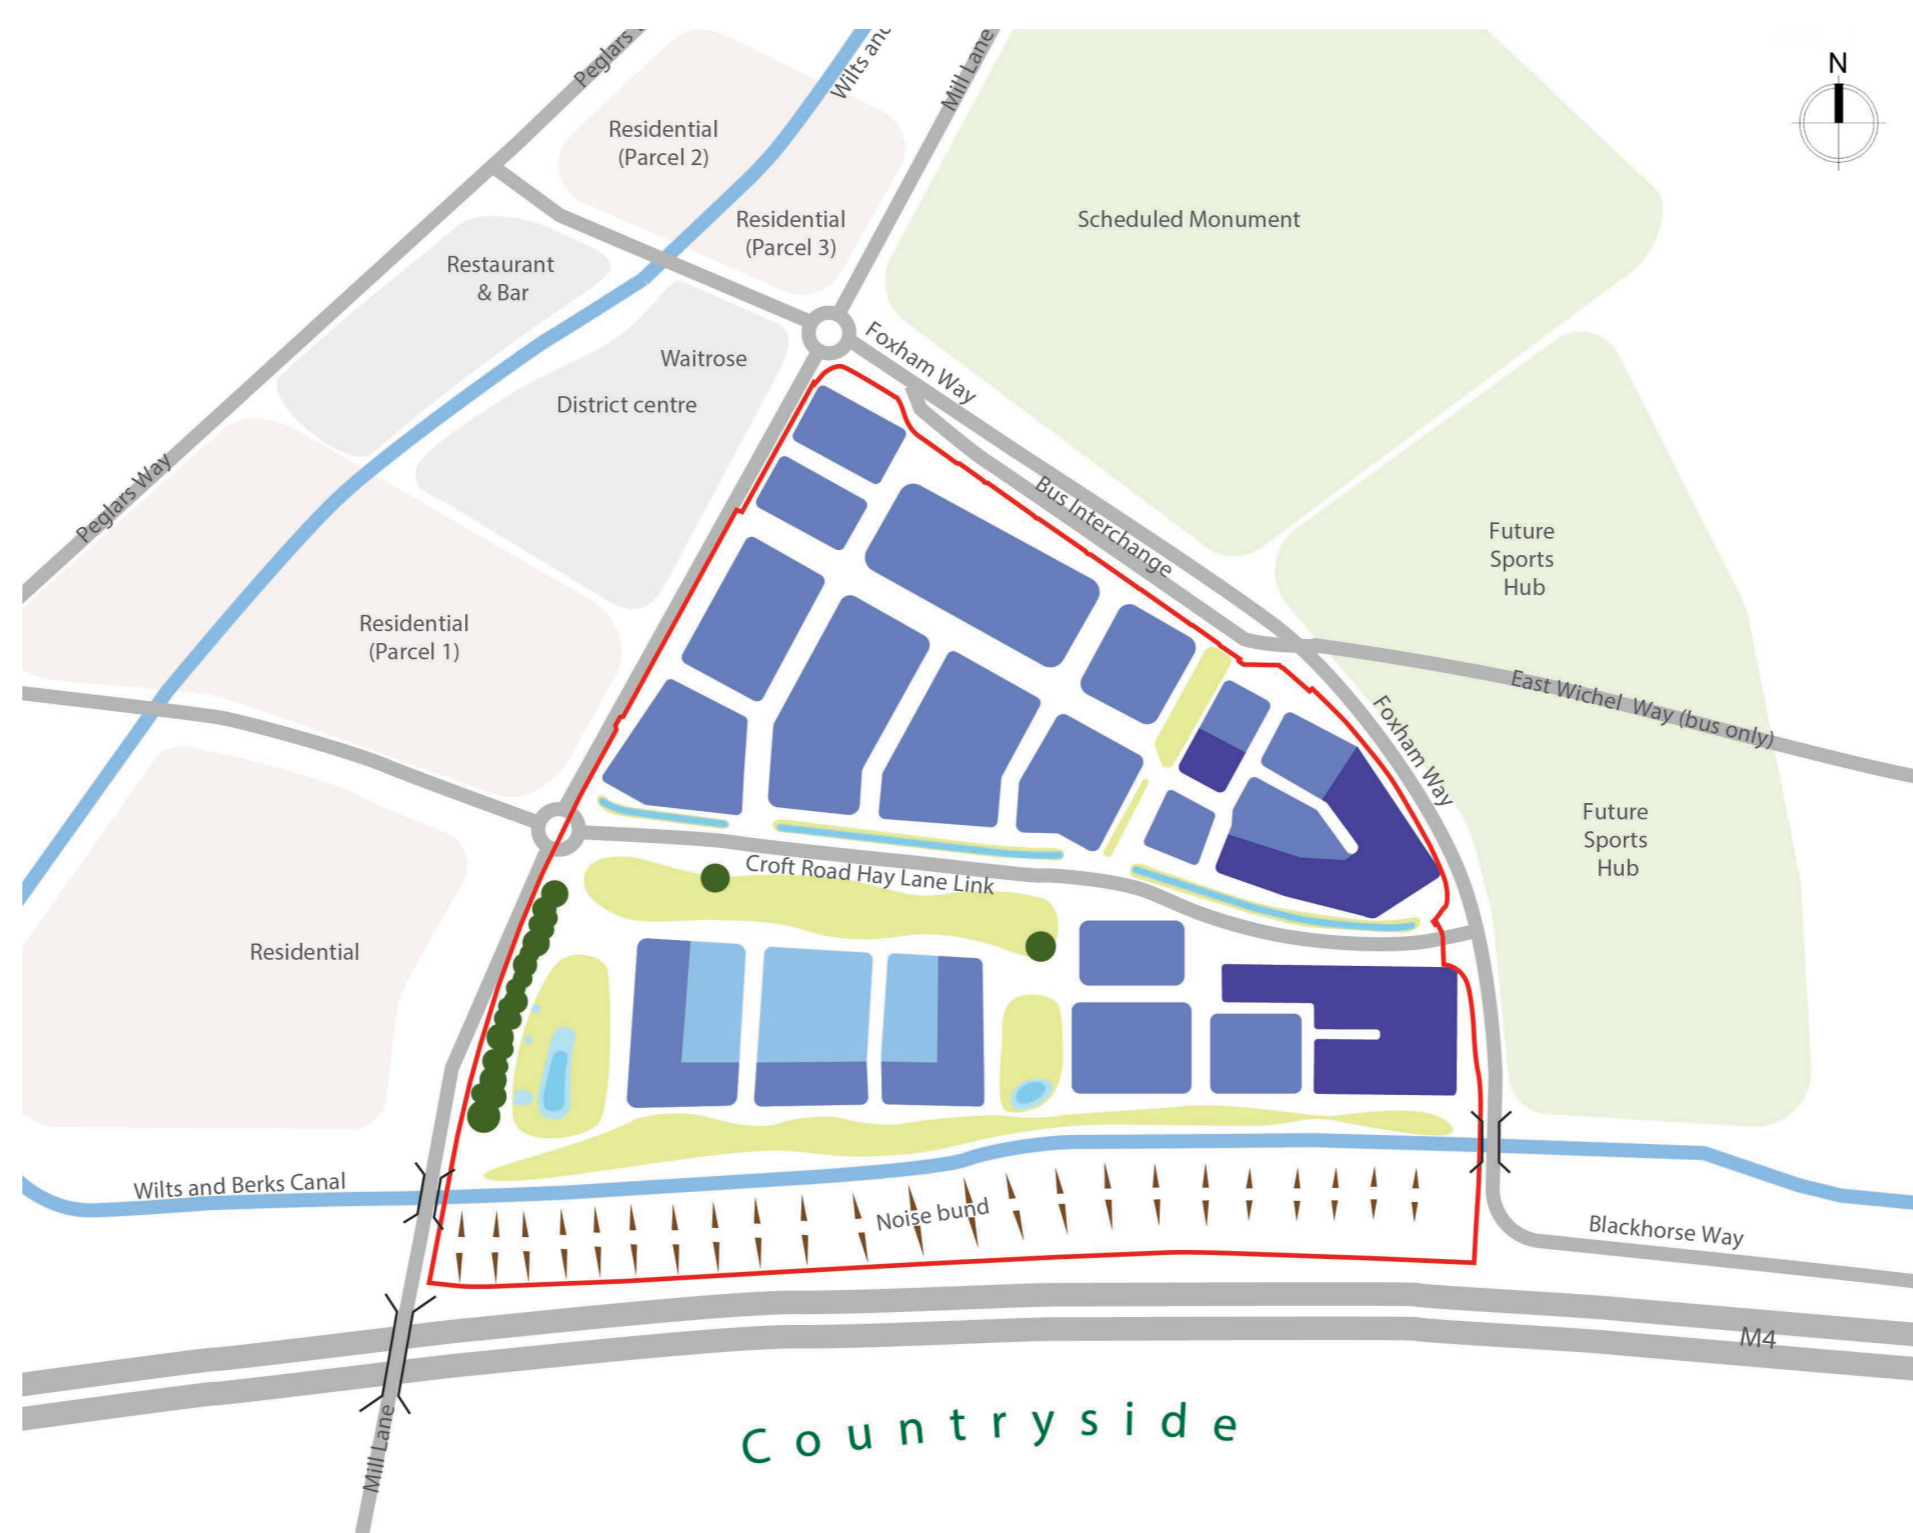 N
Peglars
Wilts and
Mill Lane
Residential
(Parcel 2)
Residential
(Parcel 3)
Scheduled Monument
Restaurant
& Bar
Waitrose
District centre
Foxham Way
Peglars Way
Bus Interchange
Future
Sports
Hub
Residential
(Parcel 1)
East Wichel Way (bus only)
Foxham Way
Future
Sports
Hub
Croft Road Hay Lane Link
Residential
Wilts and Berks Canal
Noise bund
Blackhorse Way
M4
Mill Lane
Countryside